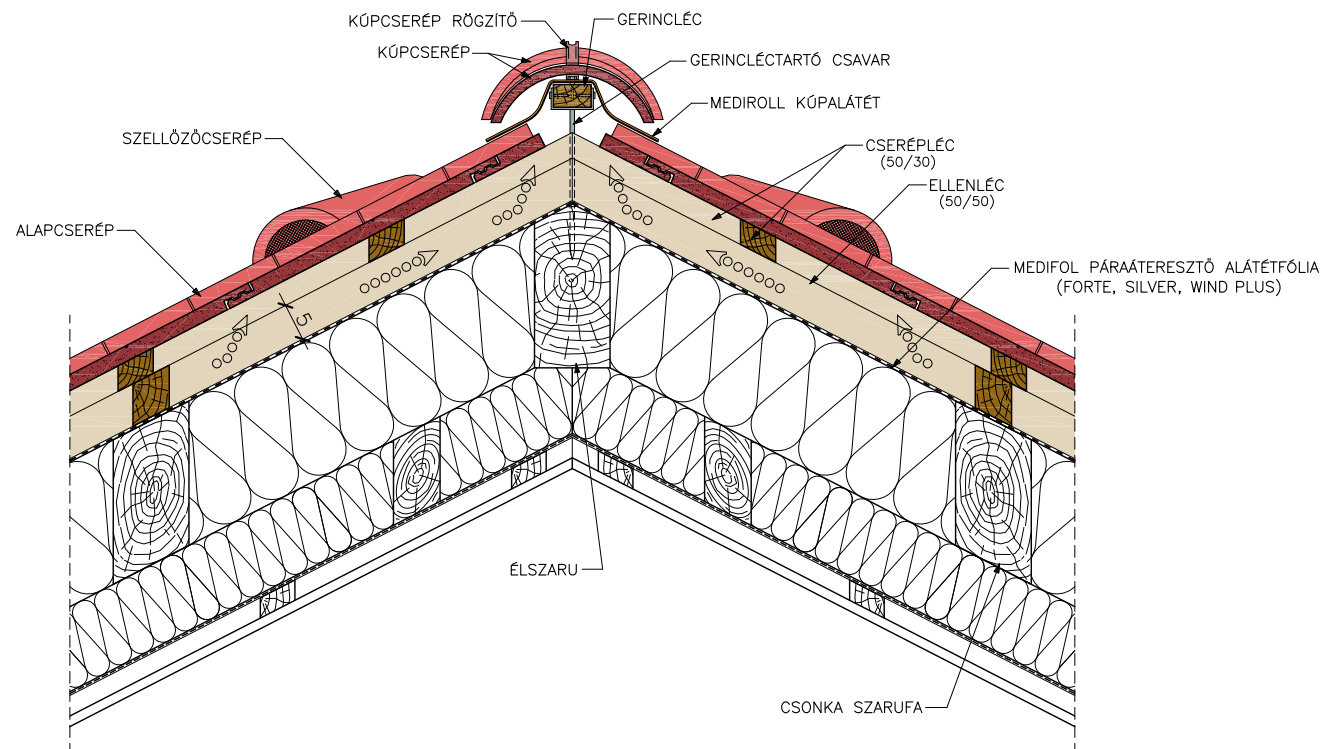 KÚPCSERÉP RÖGZÍTŐ
GERINCLÉC
KÚPCSERÉP
GERINCLÉCTARTÓ CSAVAR
MEDIROLL KÚPALÁTÉT
SZELLŐZŐCSERÉP
CSERÉPLÉC
(50/30)
ELLENLÉC
(50/50)
ALAPCSERÉP
MEDIFOL PÁRAÁTERESZTŐ ALÁTÉTFÓLIA
(FORTE, SILVER, WIND PLUS)
5
ÉLSZARU
CSONKA SZARUFA